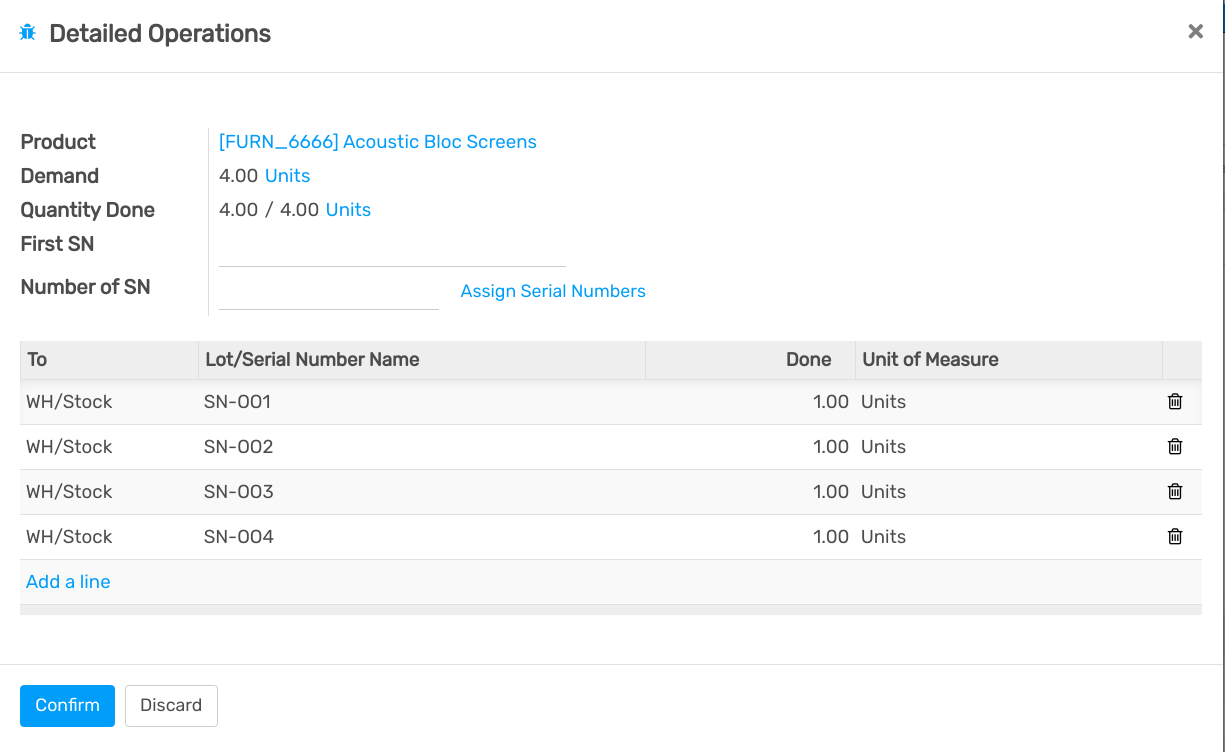 Detailed Operations
Product [FURN_6666] Acoustic Bloc Screens
Demand 4.00 Units
Quantity Done 4.00 / 4.00 Units
First SN
Number of SN Assign Serial Numbers
To Lot/Serial Number Name Done Unit of Measure
WH/Stock SN-001 1.00 Units
WH/Stock SN-002 1.00 Units
WH/Stock SN-003 1.00 Units
WH/Stock SN-004 1.00 Units
Add a line
Confirm Discard